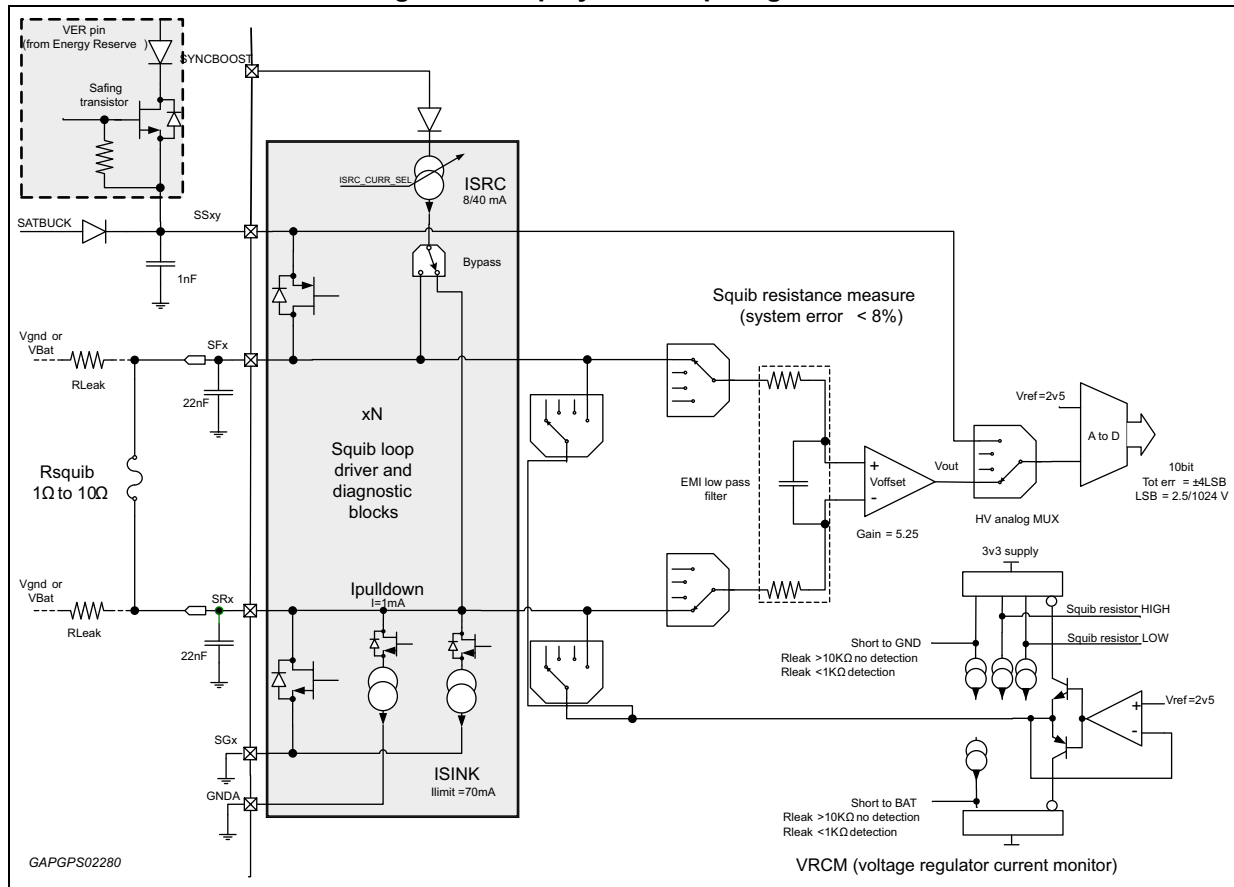 VER pin
(from Energy Reserve )
SYNCBOOST
Safing
transistor
ISRC_CURR_SEL
ISRC
8/40 mA
SATBUCK
SSxy
1nF
Bypass
Squib resistance measure
(system error < 8%)
Vgnd or
VBat
SFx
RLeak
22nF
Vref=2v5
A to D
xN
Squib loop
driver and
diagnostic
blocks
Rsquib
1Ω to 10Ω
EMI low pass
filter
+
Voffset
-
Vout
Gain = 5.25
HV analog MUX
10bit
Tot err = ±4LSB
LSB = 2.5/1024 V
3v3 supply
Vgnd or
VBat
SRx
RLeak
22nF
Ipulldown
I=1mA
Squib resistor HIGH
Squib resistor LOW
Short to GND
Rleak >10KΩ no detection
Rleak <1KΩ detection
Vref=2v5
+
-
SGx
GNDA
ISINK
Ilimit =70mA
Short to BAT
Rleak >10KΩ no detection
Rleak <1KΩ detection
GAPGPS02280
VRCM (voltage regulator current monitor)